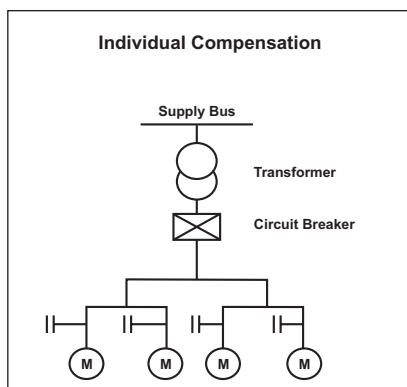 Individual Compensation
Supply Bus
Transformer
Circuit Breaker
M M M M